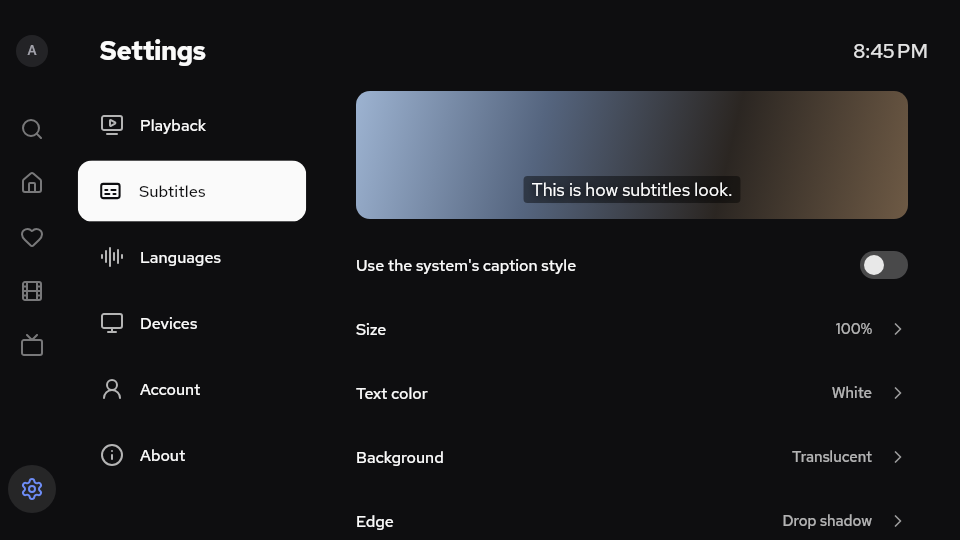 A
Settings
8:45 PM
Playback
Subtitles
Languages
Devices
Account
About
This is how subtitles look.
Use the system's caption style
Size
100%
Text color
White
Background
Translucent
Edge
Drop shadow